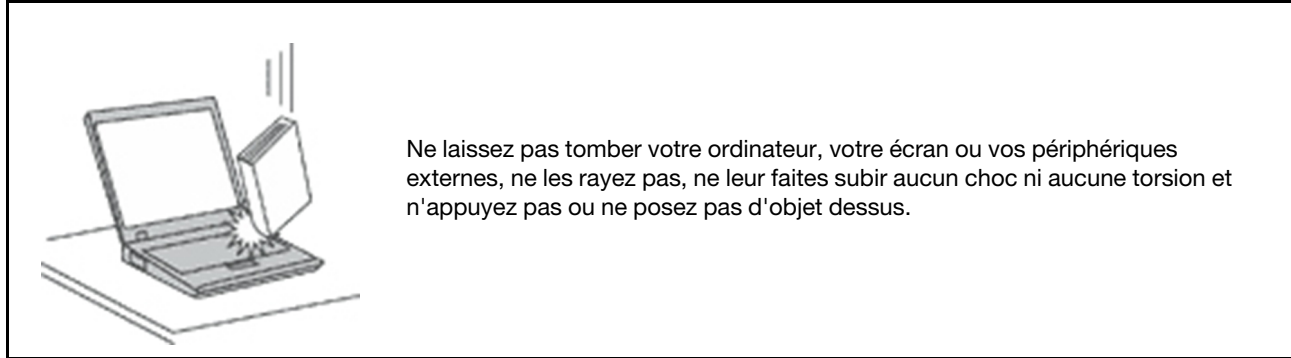 Ne laissez pas tomber votre ordinateur, votre écran ou vos périphériques
externes, ne les rayez pas, ne leur faites subir aucun choc ni aucune torsion et
n'appuyez pas ou ne posez pas d'objet dessus.